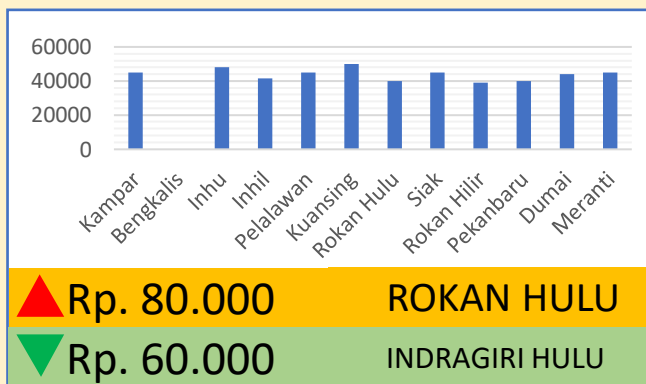 60000
40000
20000
0
Kampar
Bengkalis
Inhu
Inhil
Pelalawan
Kuansing
Rokan Hulu
Siak
Rokan Hilir
Pekanbaru
Dumai
Meranti
Rp. 80.000 ROKAN HULU
Rp. 60.000 INDRAGIRI HULU